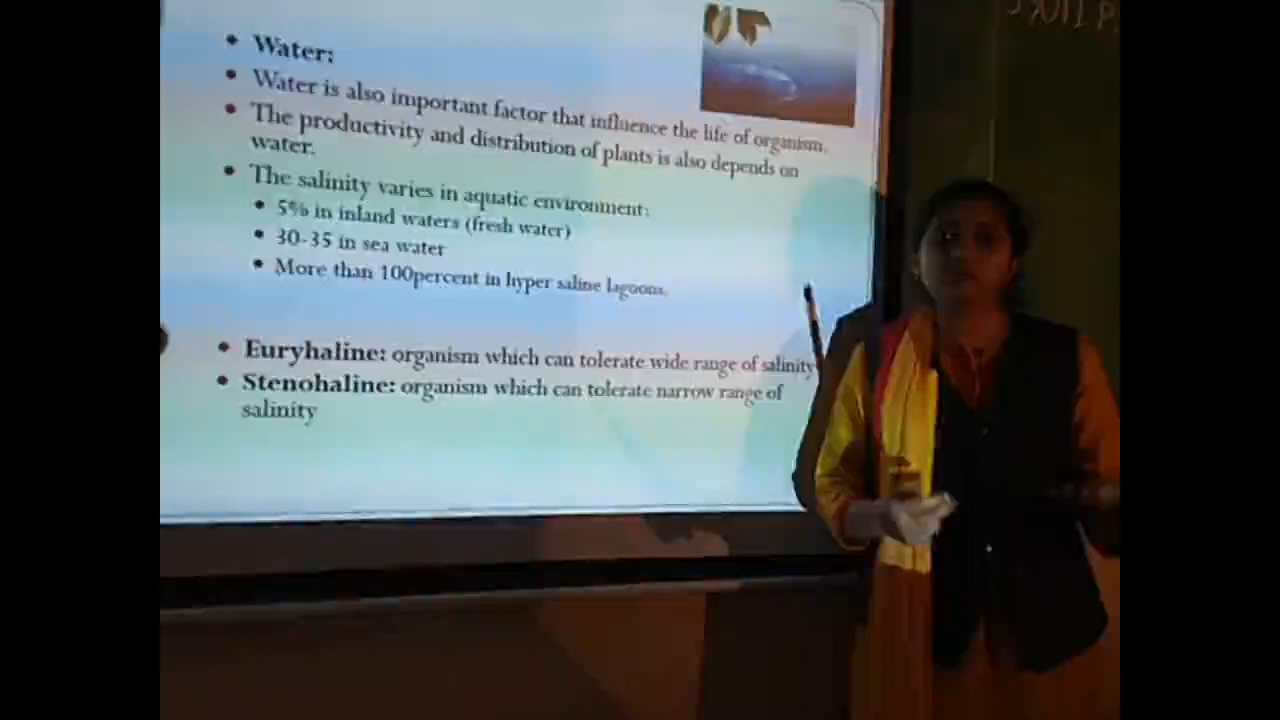 Water:
Water is also important factor that influence the life of organism.
The productivity and distribution of plants is also depends on
water.
The salinity varies in aquatic environment:
5% in inland waters (fresh water)
30-35 in sea water
More than 100percent in hyper saline lagoons.
Euryhaline: organism which can tolerate wide range of salinity
Stenohaline: organism which can tolerate narrow range of
salinity